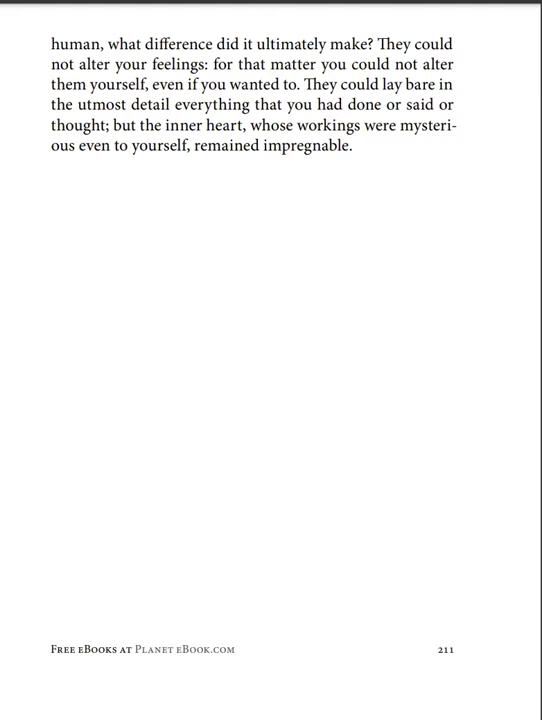 human, what difference did it ultimately make? They could
not alter your feelings: for that matter you could not alter
them yourself, even if you wanted to. They could lay bare in
the utmost detail everything that you had done or said or
thought; but the inner heart, whose workings were mysteri-
ous even to yourself, remained impregnable.
Free eBooks at Planet eBook.com
211